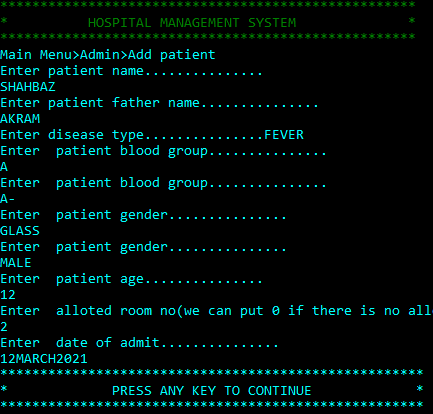 ****************************************************
* HOSPITAL MANAGEMENT SYSTEM *
****************************************************
Main Menu>Admin>Add patient
Enter patient name...............
SHAHBAZ
Enter patient father name...............
AKRAM
Enter disease type...............FEVER
Enter  patient blood group...............
A
Enter  patient blood group...............
A-
Enter  patient gender...............
GLASS
Enter  patient gender...............
MALE
Enter  patient age...............
12
Enter  alloted room no(we can put 0 if there is no allo
2
Enter  date of admit...............
12MARCH2021
*****************************************************
* PRESS ANY KEY TO CONTINUE *
*****************************************************